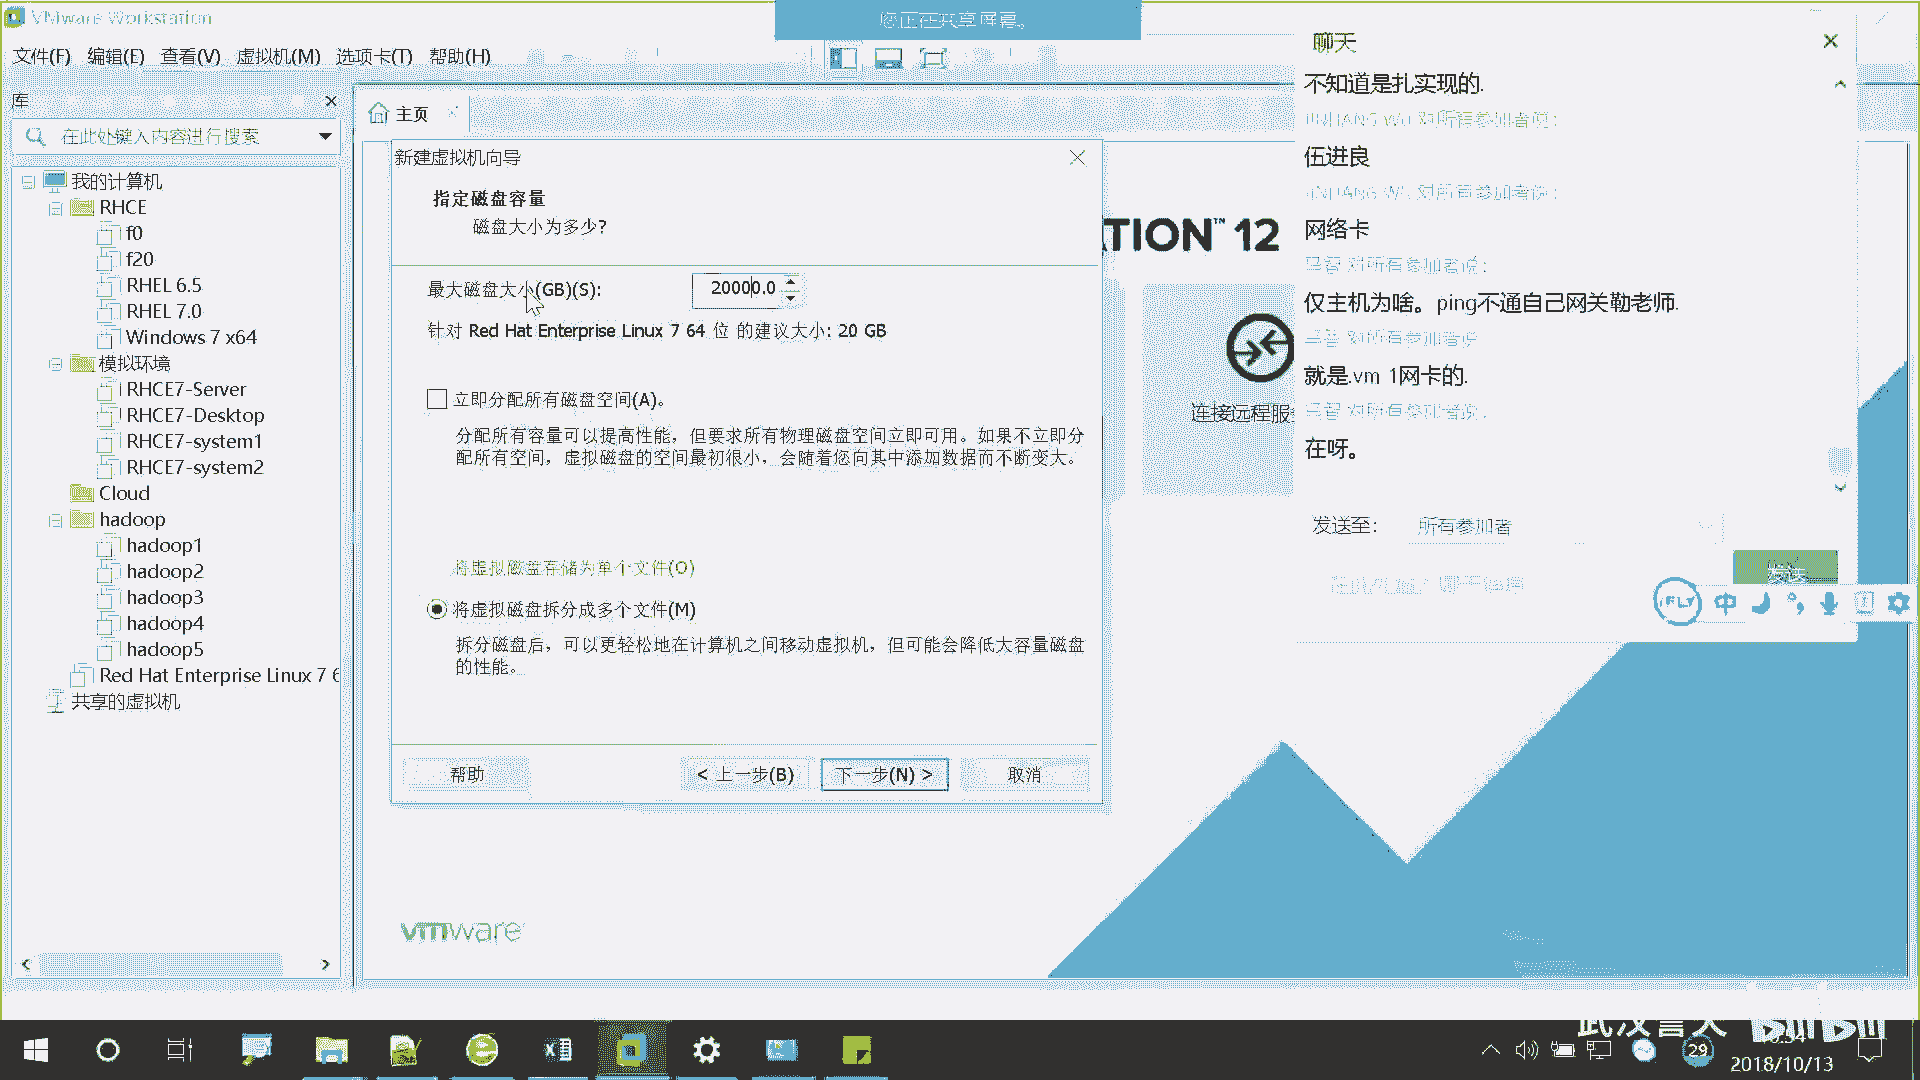 VMware Workstation
您正在共享屏幕。
文件(F) 编辑(E) 查看(V) 虚拟机(M) 选项卡(T) 帮助(H)
库
在此处键入内容进行搜索
我的计算机
RHCE
f0
f20
RHEL 6.5
RHEL 7.0
Windows 7 x64
模拟环境
RHCE7-Server
RHCE7-Desktop
RHCE7-system1
RHCE7-system2
Cloud
hadoop
hadoop1
hadoop2
hadoop3
hadoop4
hadoop5
Red Hat Enterprise Linux 7 6
共享的虚拟机
主页
ATION™ 12
连接远程服务
新建虚拟机向导
指定磁盘容量
磁盘大小为多少?
最大磁盘大小(GB)(S):
20000.0
针对 Red Hat Enterprise Linux 7 64 位 的建议大小: 20 GB
立即分配所有磁盘空间(A)。
分配所有容量可以提高性能，但要求所有物理磁盘空间立即可用。如果不立即分
配所有空间，虚拟磁盘的空间最初很小，会随着您向其中添加数据而不断变大。
将虚拟磁盘存储为单个文件(O)
将虚拟磁盘拆分成多个文件(M)
拆分磁盘后，可以更轻松地在计算机之间移动虚拟机，但可能会降低大容量磁盘
的性能。
帮助
< 上一步(B)
下一步(N) >
取消
vmware
聊天
不知道是扎实现的.
对所有参加者说:
伍进良
对所有参加者说:
网络卡
对所有参加者说:
仅主机为啥。ping不通自己网关勒老师.
对所有参加者说
就是.vm 1网卡的.
对所有参加者说:
在呀。
发送至:
所有参加者
发送
iFLY
中
29
2018/10/13